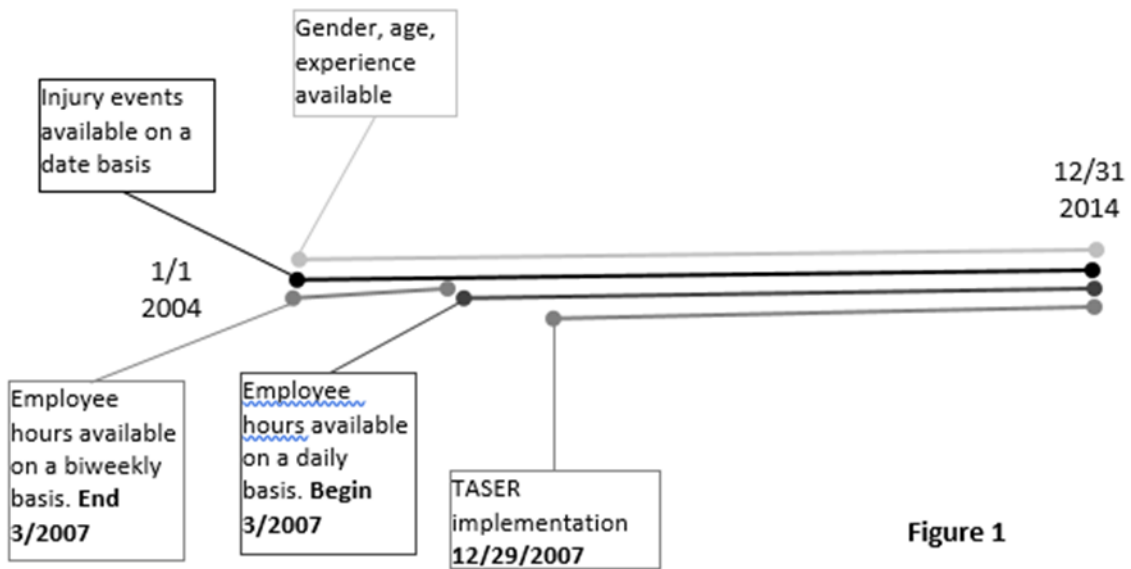 Gender, age,
experience
available
Injury events
available on a
date basis
12/31
2014
1/1
2004
Employee
hours available
on a biweekly
basis. End
3/2007
Employee
hours available
on a daily
basis. Begin
3/2007
TASER
implementation
12/29/2007
Figure 1